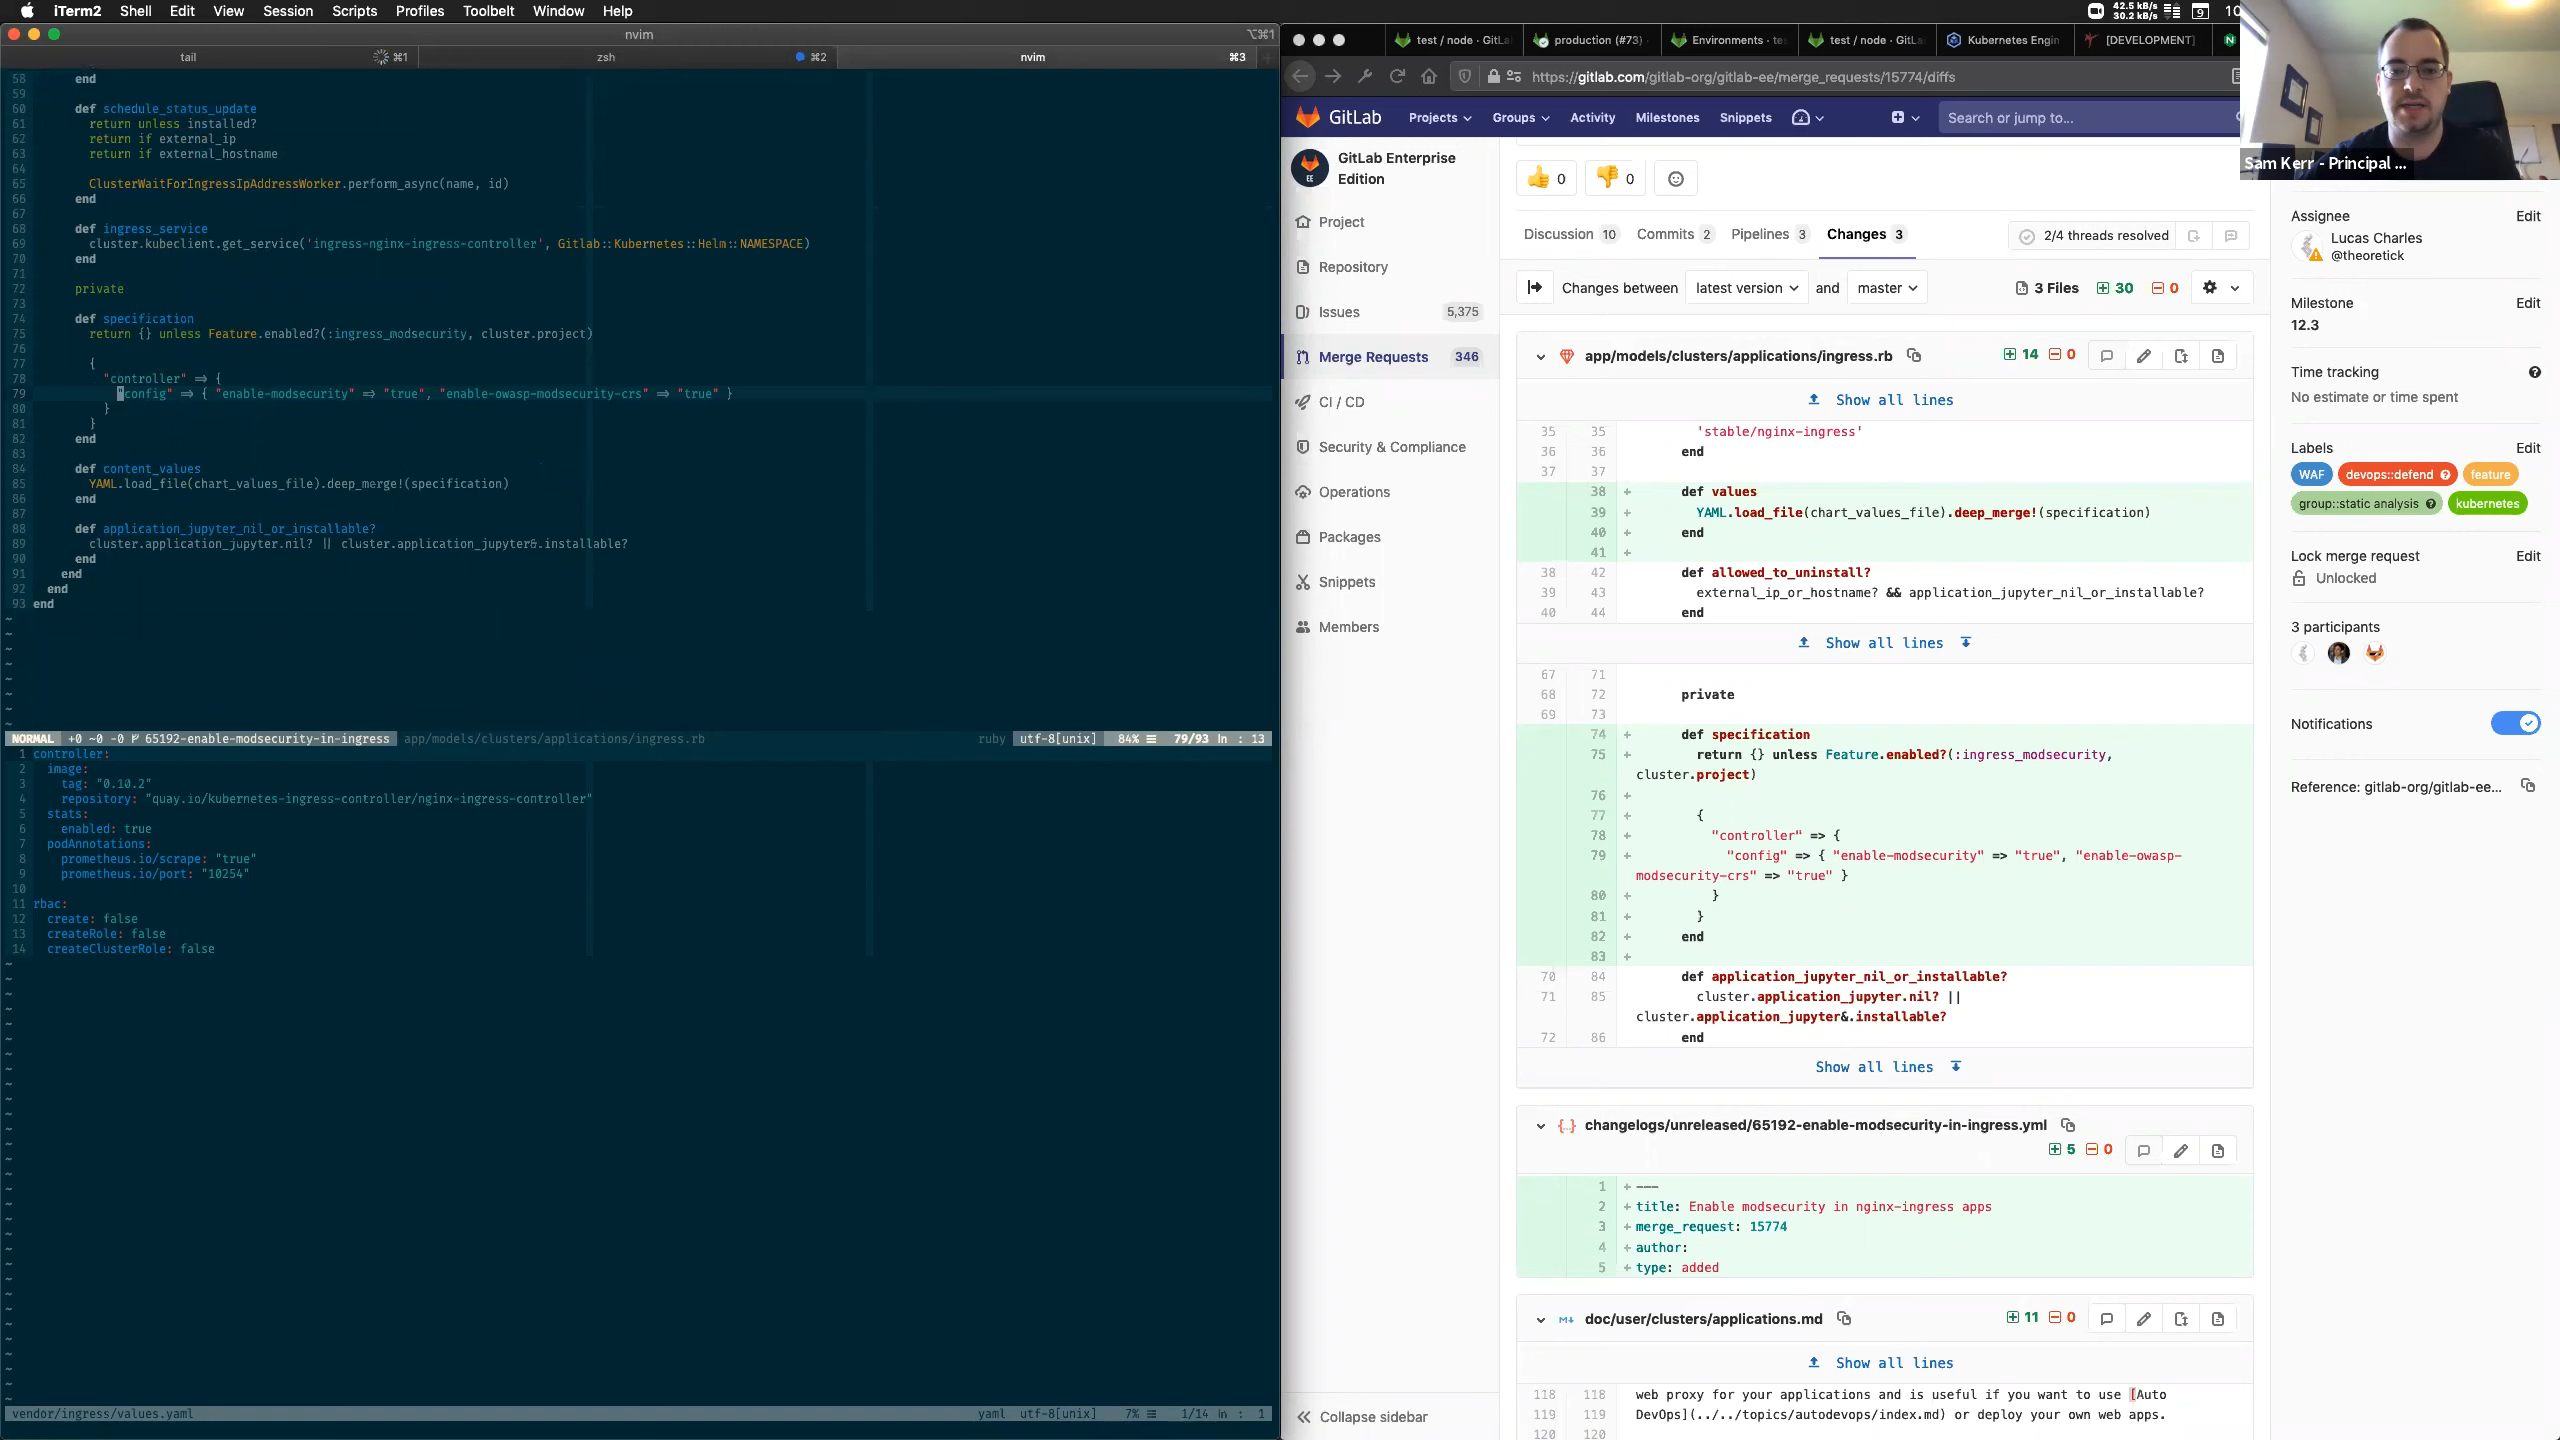 iTerm2 Shell Edit View Session Scripts Profiles Toolbelt Window Help
42.5 kB/s
30.2 kB/s
9
10
nvim
⌥⌘1
tail ⌘1
zsh ⌘2
nvim ⌘3
58 end
59
60 def schedule_status_update
61 return unless installed?
62 return if external_ip
63 return if external_hostname
64
65 ClusterWaitForIngressIpAddressWorker.perform_async(name, id)
66 end
67
68 def ingress_service
69 cluster.kubeclient.get_service('ingress-nginx-ingress-controller', Gitlab::Kubernetes::Helm::NAMESPACE)
70 end
71
72 private
73
74 def specification
75 return {} unless Feature.enabled?(:ingress_modsecurity, cluster.project)
76
77 {
78 "controller" => {
79 "config" => { "enable-modsecurity" => "true", "enable-owasp-modsecurity-crs" => "true" }
80 }
81 }
82 end
83
84 def content_values
85 YAML.load_file(chart_values_file).deep_merge!(specification)
86 end
87
88 def application_jupyter_nil_or_installable?
89 cluster.application_jupyter.nil? || cluster.application_jupyter&.installable?
90 end
91 end
92 end
93 end
NORMAL +0 ~0 -0 65192-enable-modsecurity-in-ingress app/models/clusters/applications/ingress.rb ruby utf-8[unix] 84% ☰ 79/93 ln : 13
1 controller:
2 image:
3 tag: "0.10.2"
4 repository: "quay.io/kubernetes-ingress-controller/nginx-ingress-controller"
5 stats:
6 enabled: true
7 podAnnotations:
8 prometheus.io/scrape: "true"
9 prometheus.io/port: "10254"
10
11 rbac:
12 create: false
13 createRole: false
14 createClusterRole: false
vendor/ingress/values.yaml yaml utf-8[unix] 7% ☰ 1/14 ln : 1
test / node · GitLa
production (#73)
Environments · te
test / node · GitLa
Kubernetes Engin
[DEVELOPMENT]
https://gitlab.com/gitlab-org/gitlab-ee/merge_requests/15774/diffs
GitLab Projects Groups Activity Milestones Snippets
Search or jump to...
Sam Kerr - Principal ...
GitLab Enterprise
Edition
EE
Project
Repository
Issues 5,375
Merge Requests 346
CI / CD
Security & Compliance
Operations
Packages
Snippets
Members
Collapse sidebar
👍 0 👎 0
Discussion 10 Commits 2 Pipelines 3 Changes 3
2/4 threads resolved
Changes between latest version and master 3 Files 30 0
app/models/clusters/applications/ingress.rb 14 0
Show all lines
35 35 'stable/nginx-ingress'
36 36 end
37 37
38 + def values
39 + YAML.load_file(chart_values_file).deep_merge!(specification)
40 + end
41 +
38 42 def allowed_to_uninstall?
39 43 external_ip_or_hostname? && application_jupyter_nil_or_installable?
40 44 end
Show all lines
67 71
68 72 private
69 73
74 + def specification
75 + return {} unless Feature.enabled?(:ingress_modsecurity,
cluster.project)
76 +
77 + {
78 + "controller" => {
79 + "config" => { "enable-modsecurity" => "true", "enable-owasp-
modsecurity-crs" => "true" }
80 + }
81 + }
82 + end
83 +
70 84 def application_jupyter_nil_or_installable?
71 85 cluster.application_jupyter.nil? ||
cluster.application_jupyter&.installable?
72 86 end
Show all lines
changelogs/unreleased/65192-enable-modsecurity-in-ingress.yml
5 0
1 + ---
2 + title: Enable modsecurity in nginx-ingress apps
3 + merge_request: 15774
4 + author:
5 + type: added
doc/user/clusters/applications.md 11 0
Show all lines
118 118 web proxy for your applications and is useful if you want to use [Auto
119 119 DevOps](../../topics/autodevops/index.md) or deploy your own web apps.
120 120
Assignee Edit
Lucas Charles
@theoretick
Milestone Edit
12.3
Time tracking
No estimate or time spent
Labels Edit
WAF devops::defend feature
group::static analysis kubernetes
Lock merge request Edit
Unlocked
3 participants
Notifications
Reference: gitlab-org/gitlab-ee...